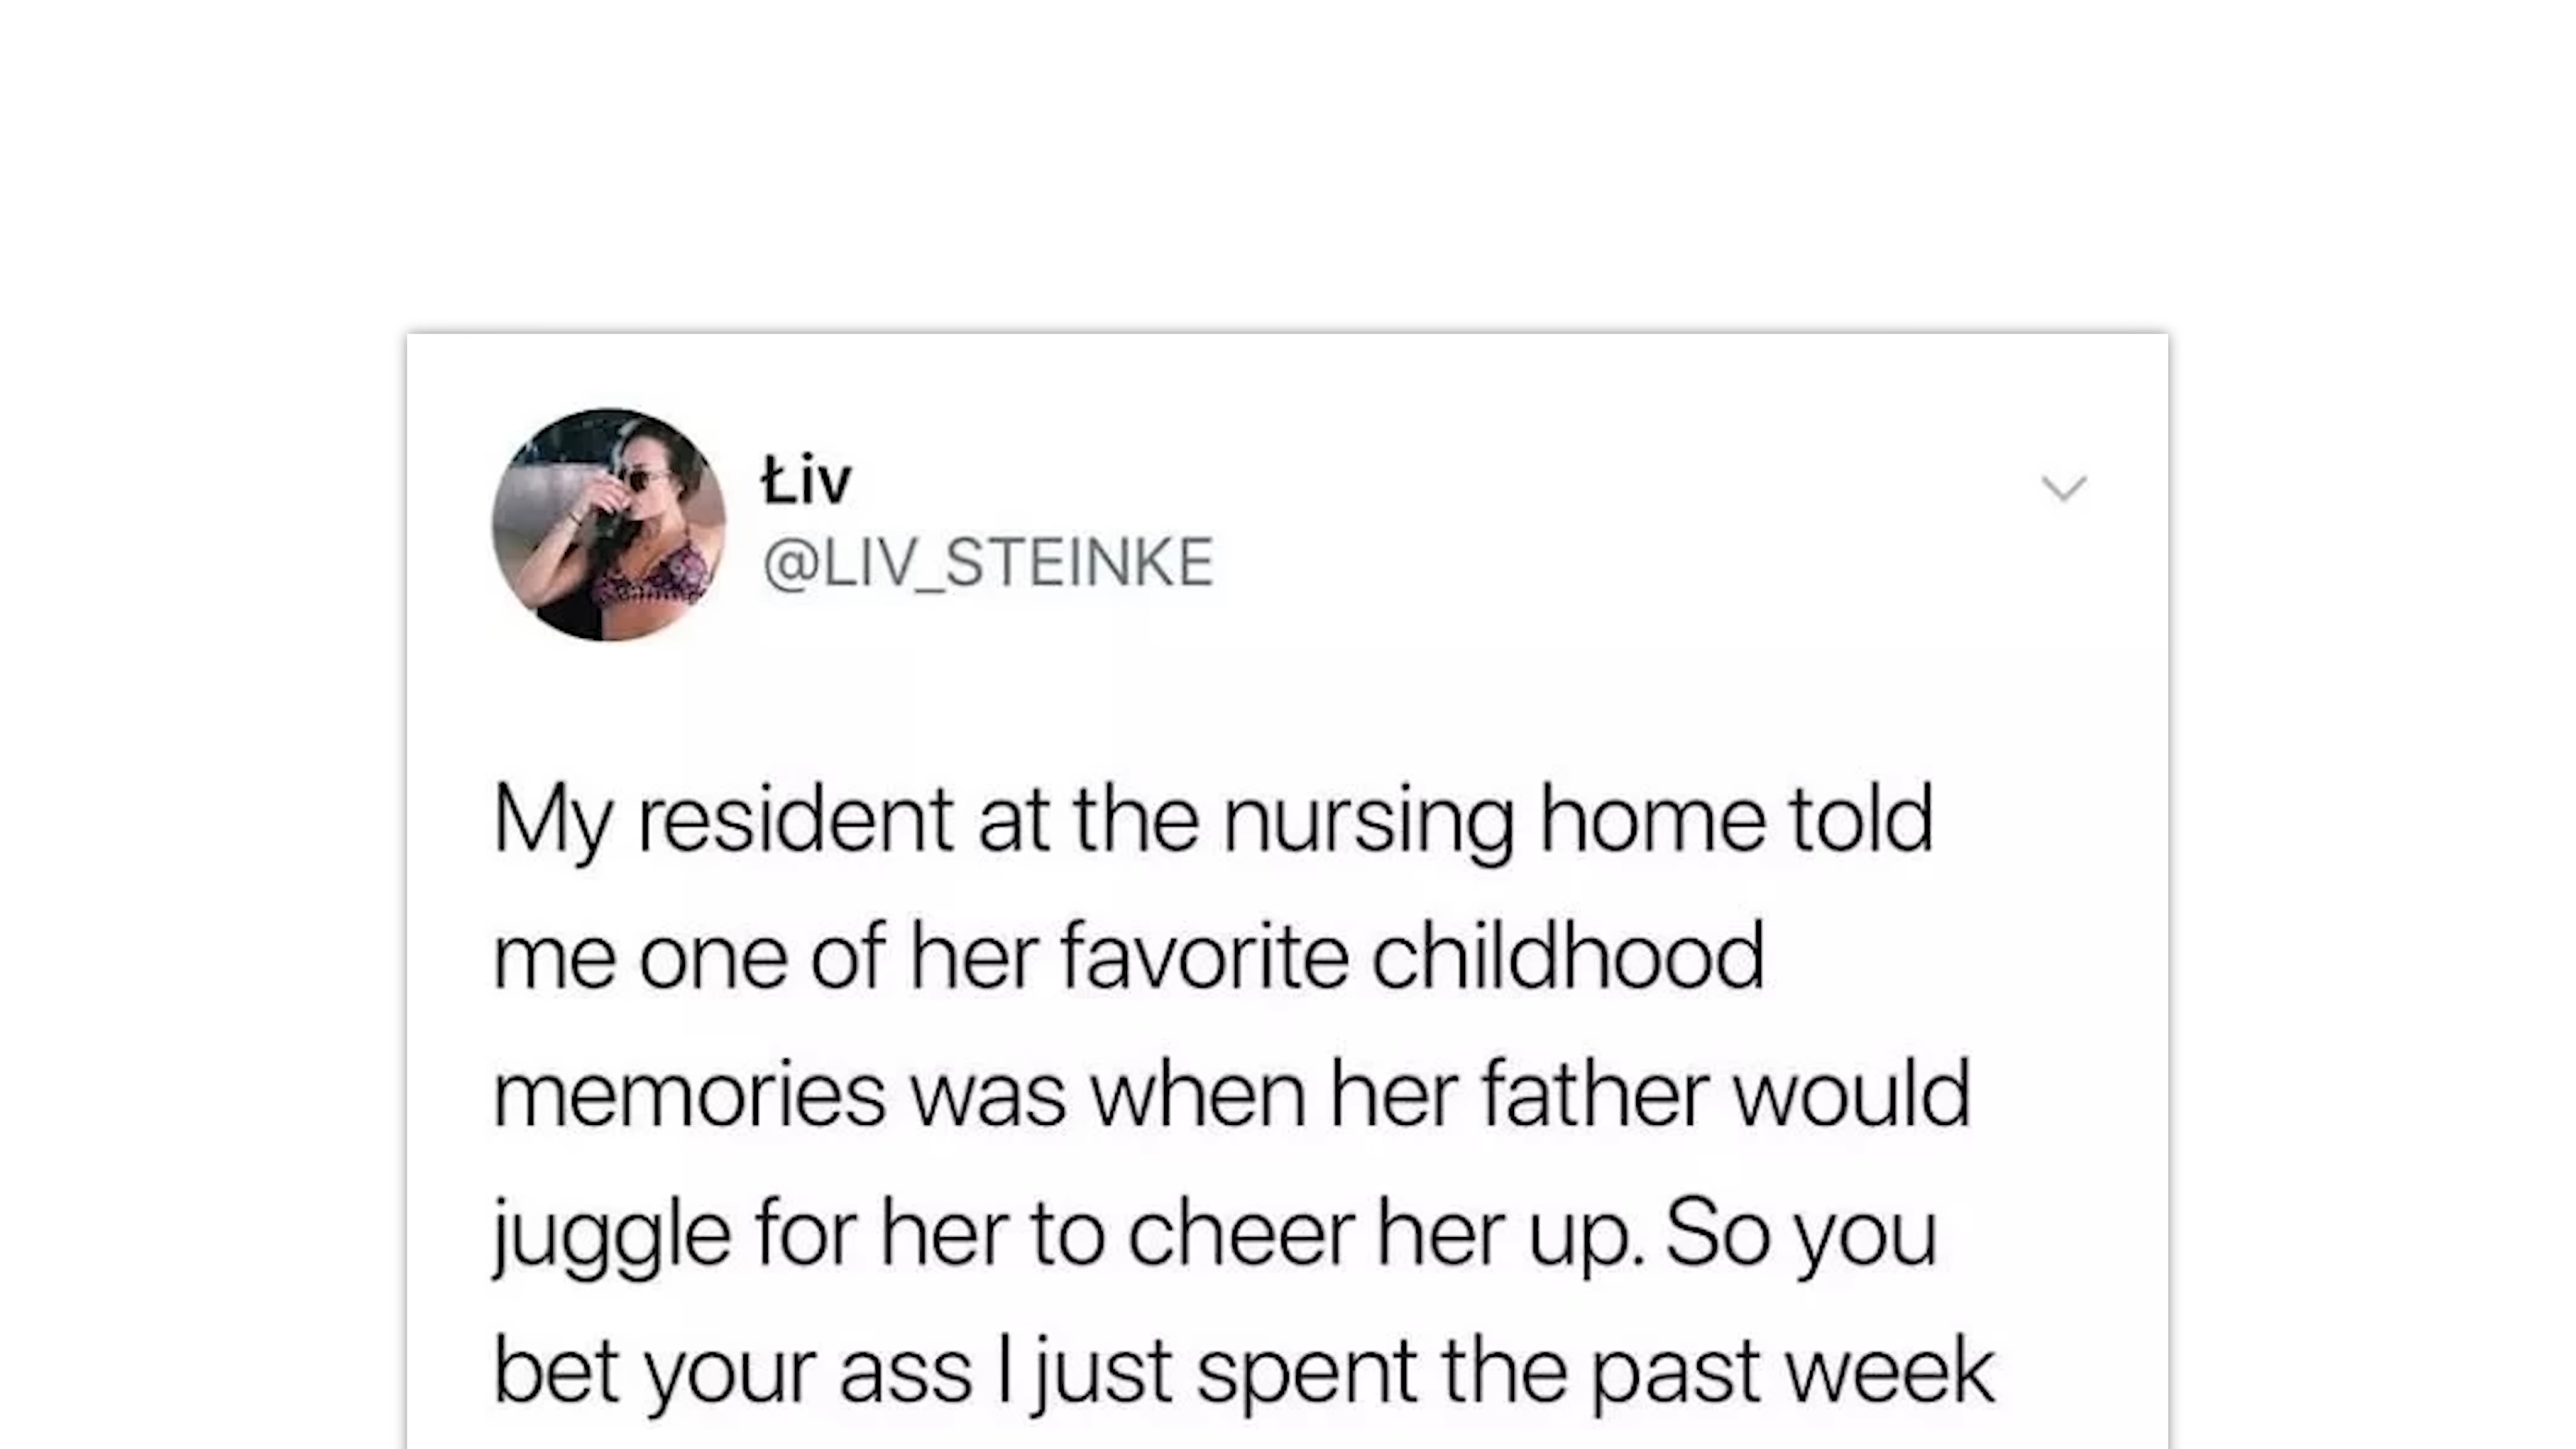 Łiv
@LIV_STEINKE
My resident at the nursing home told
me one of her favorite childhood
memories was when her father would
juggle for her to cheer her up. So you
bet your ass I just spent the past week